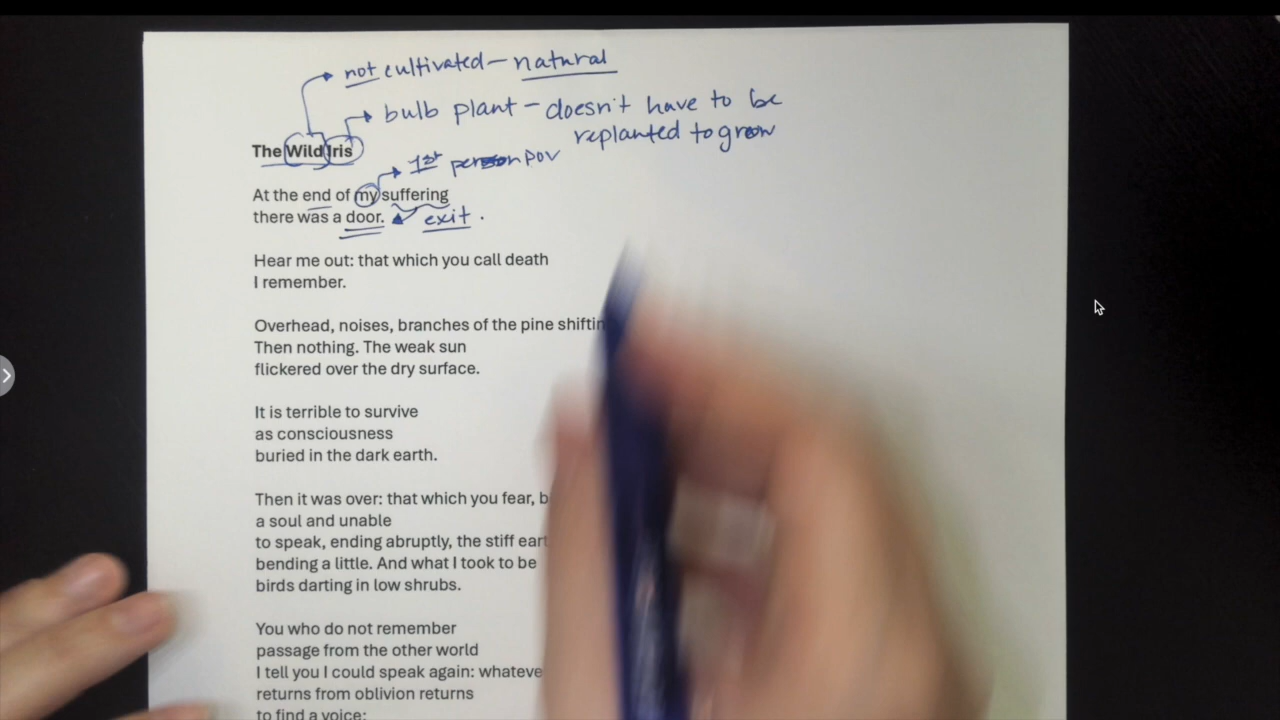 not cultivated – natural
bulb plant – doesn't have to be
replanted to grow
The Wild Iris
1st person POV
At the end of my suffering
there was a door.
exit.
Hear me out: that which you call death
I remember.
Overhead, noises, branches of the pine
Then nothing. The weak sun
flickered over the dry surface.
It is terrible to survive
as consciousness
buried in the dark earth.
Then it was over: that which you fear,
a soul and unable
to speak, ending abruptly, the stiff
bending a little. And what I took to be
birds darting in low shrubs.
You who do not remember
passage from the other world
I tell you I could speak again:
returns from oblivion returns
to find a voice: